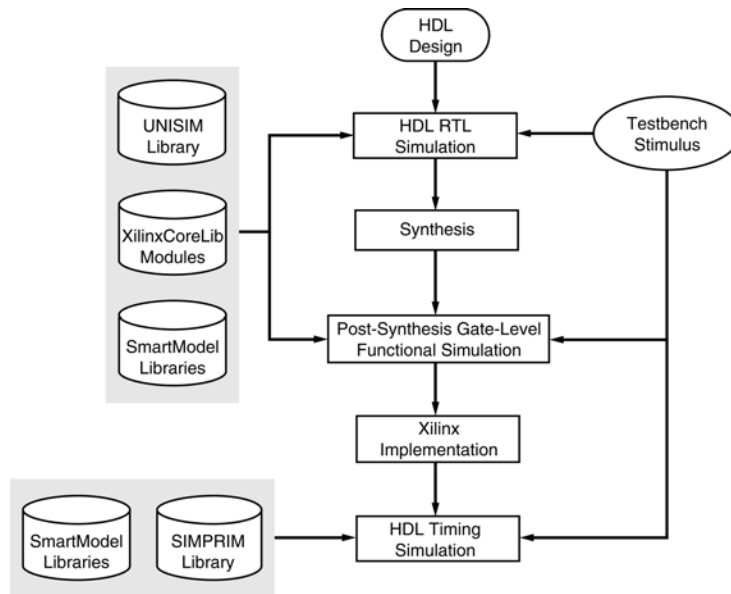 HDL
Design
UNISIM
Library
HDL RTL
Simulation
Testbench
Stimulus
XilinxCoreLib
Modules
Synthesis
SmartModel
Libraries
Post-Synthesis Gate-Level
Functional Simulation
Xilinx
Implementation
SmartModel
Libraries
SIMPRIM
Library
HDL Timing
Simulation